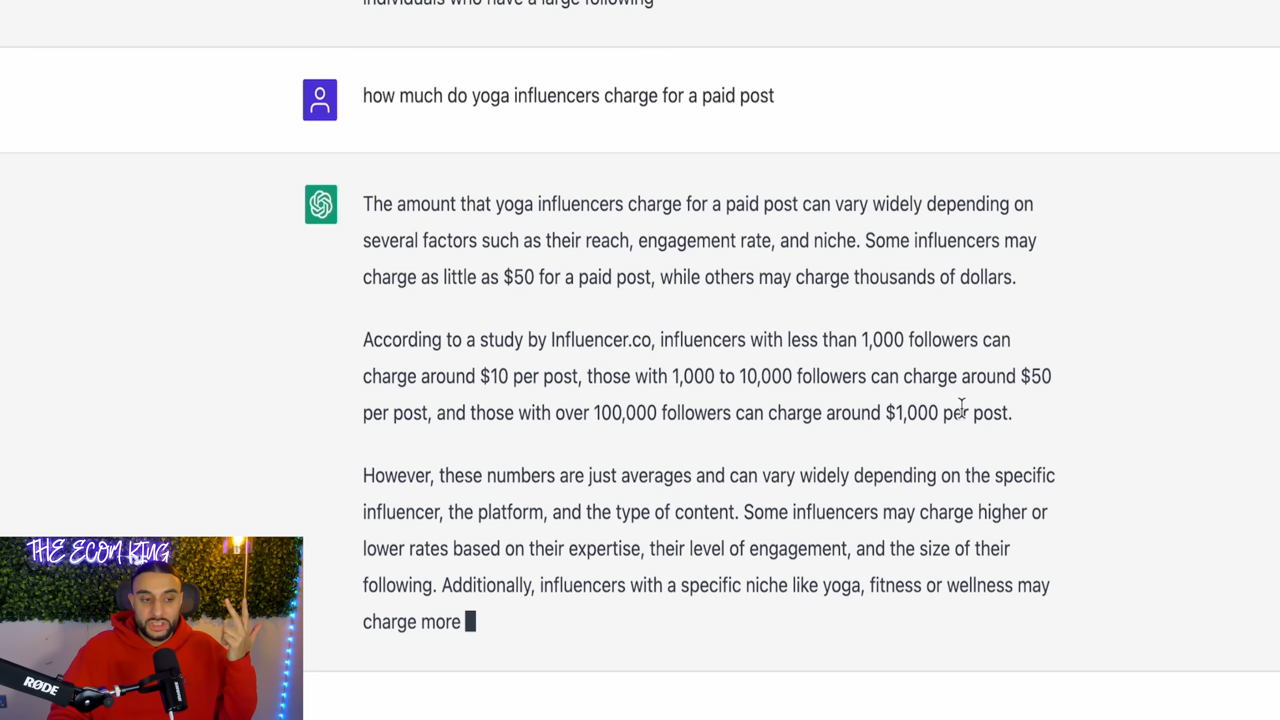 individuals who have a large following
how much do yoga influencers charge for a paid post
The amount that yoga influencers charge for a paid post can vary widely depending on
several factors such as their reach, engagement rate, and niche. Some influencers may
charge as little as $50 for a paid post, while others may charge thousands of dollars.
According to a study by Influencer.co, influencers with less than 1,000 followers can
charge around $10 per post, those with 1,000 to 10,000 followers can charge around $50
per post, and those with over 100,000 followers can charge around $1,000 per post.
However, these numbers are just averages and can vary widely depending on the specific
influencer, the platform, and the type of content. Some influencers may charge higher or
lower rates based on their expertise, their level of engagement, and the size of their
following. Additionally, influencers with a specific niche like yoga, fitness or wellness may
charge more
THE ECOM KING
RØDE